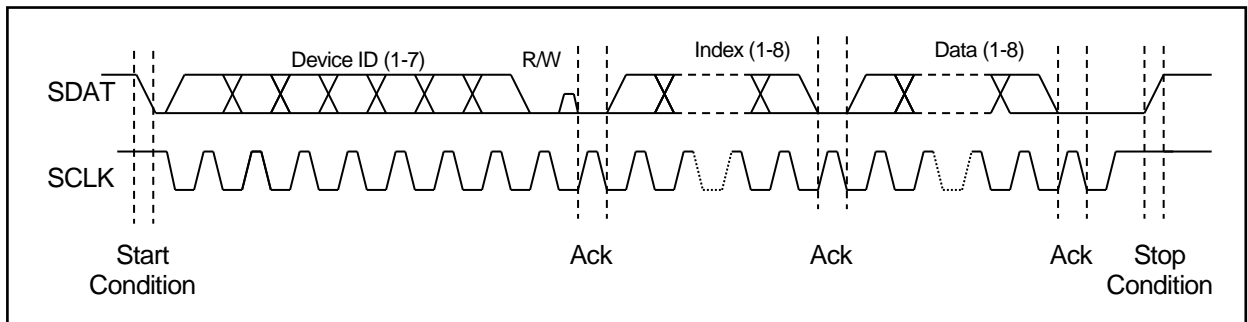 Device ID (1-7)
R/W
Index (1-8)
Data (1-8)
SDAT
SCLK
Start
Condition
Ack
Ack
Ack
Stop
Condition